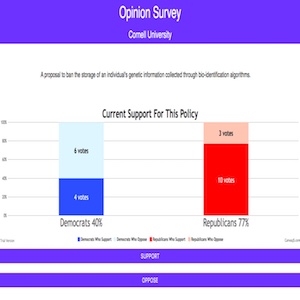 Opinion Survey
Cornell University
A proposal to ban the storage of an individual's genetic information collected through bio-identification algorithms.
Current Support For This Policy
100%
80%
60%
40%
20%
0%
6 votes
4 votes
3 votes
10 votes
Democrats 40%
Republicans 77%
Democrats Who Support
Democrats Who Oppose
Republicans Who Support
Republicans Who Oppose
SUPPORT
OPPOSE